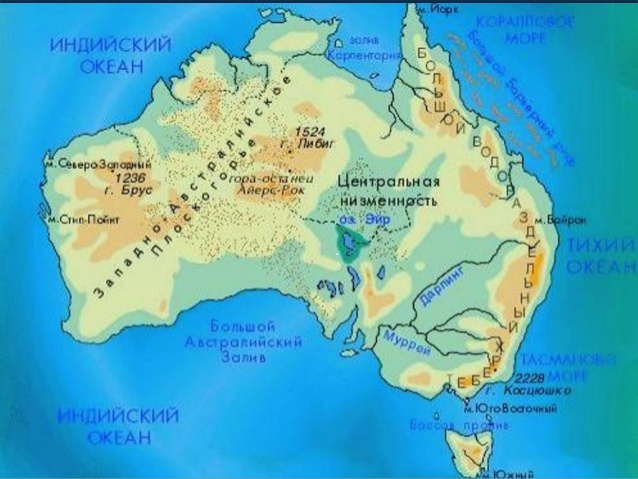 м. Йорк
КОРАЛЛОВОЕ
МОРЕ
ИНДИЙСКИЙ
ОКЕАН
залив
Карпентария
Большой Барьерный риф
БОЛЬШОЙ ВОДОРАЗДЕЛЬНЫЙ
ХРЕБЕТ
1524
г. Либиг
м. Северо-Западный
1236
г. Брус
гора-останец
Айерс-Рок
Западно-Австралийское
Плоскогорье
Центральная
низменность
оз. Эйр
м. Стип-Пойнт
м. Байрон
ТИХИЙ
ОКЕАН
Дарлинг
Большой
Австралийский
Залив
Муррей
ТАСМАНОВО
МОРЕ
2228
г. Косцюшко
м. Юго Восточный
ИНДИЙСКИЙ
ОКЕАН
Бассов пролив
м. Южный